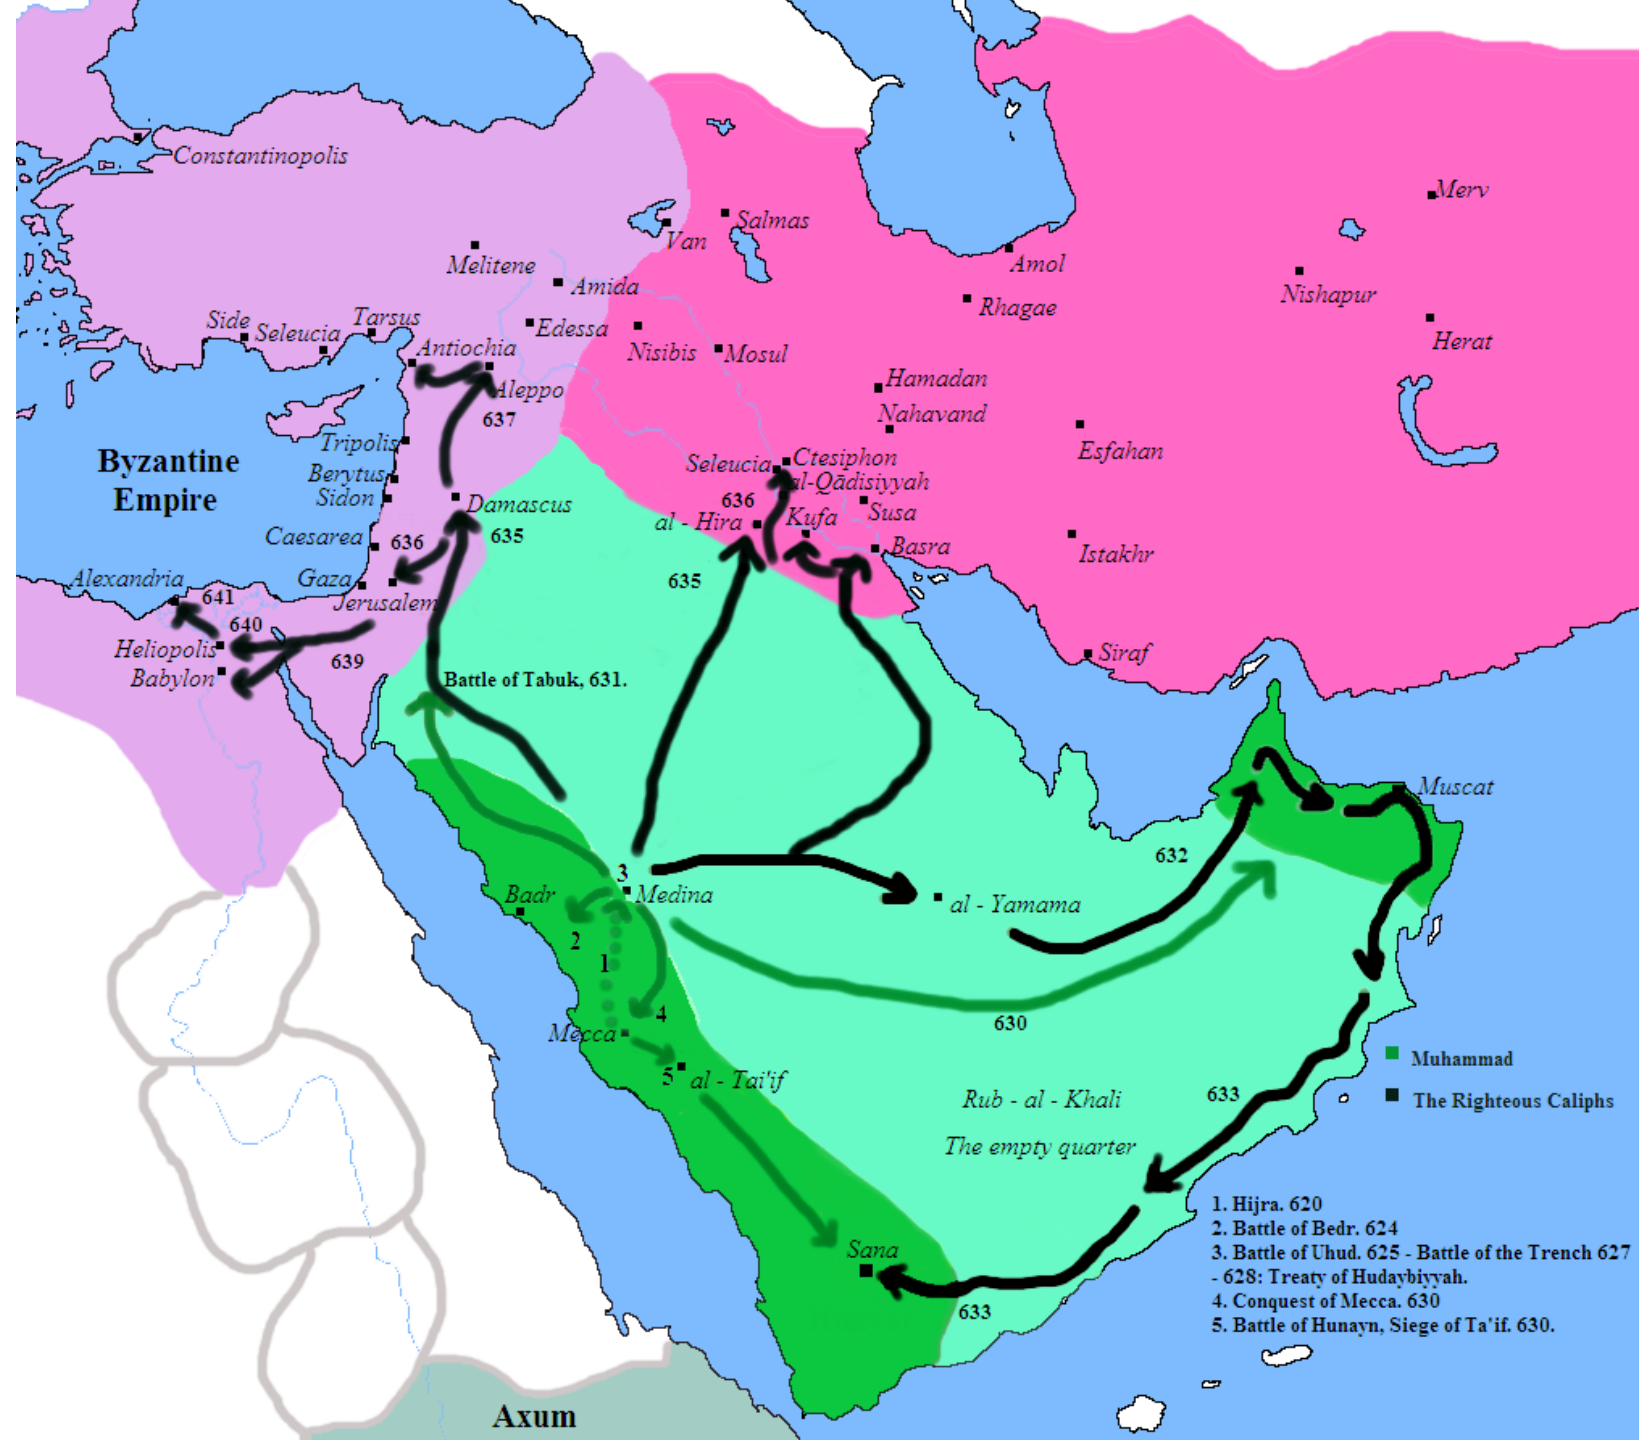 Constantinopolis
Merv
Salmas
Van
Melitene
Amol
Amida
Nishapur
Rhagae
Side
Seleucia
Tarsus
Edessa
Herat
Antiochia
Nisibis
Mosul
Aleppo
Hamadan
637
Nahavand
Tripolis
Esfahan
Byzantine
Empire
Berytus
Seleucia
Ctesiphon
al-Qādisiyyah
Sidon
Damascus
636
Susa
al - Hira
Kufa
Caesarea
636
635
Basra
Istakhr
Alexandria
Gaza
635
641
Jerusalem
640
Heliopolis
639
Siraf
Babylon
Battle of Tabuk, 631.
Muscat
632
3
Badr
Medina
al - Yamama
2
1
4
630
Mecca
Muhammad
5
al - Tai'if
Rub - al - Khali
633
The Righteous Caliphs
The empty quarter
1. Hijra. 620
2. Battle of Bedr. 624
3. Battle of Uhud. 625 - Battle of the Trench 627
- 628: Treaty of Hudaybiyyah.
4. Conquest of Mecca. 630
5. Battle of Hunayn, Siege of Ta'if. 630.
Sana
633
Axum